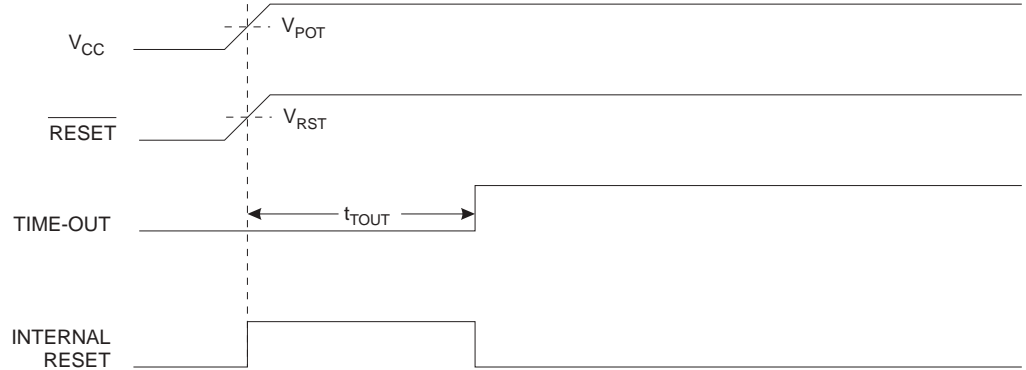 VCC
VPOT
RESET
VRST
TIME-OUT
tTOUT
INTERNAL
RESET